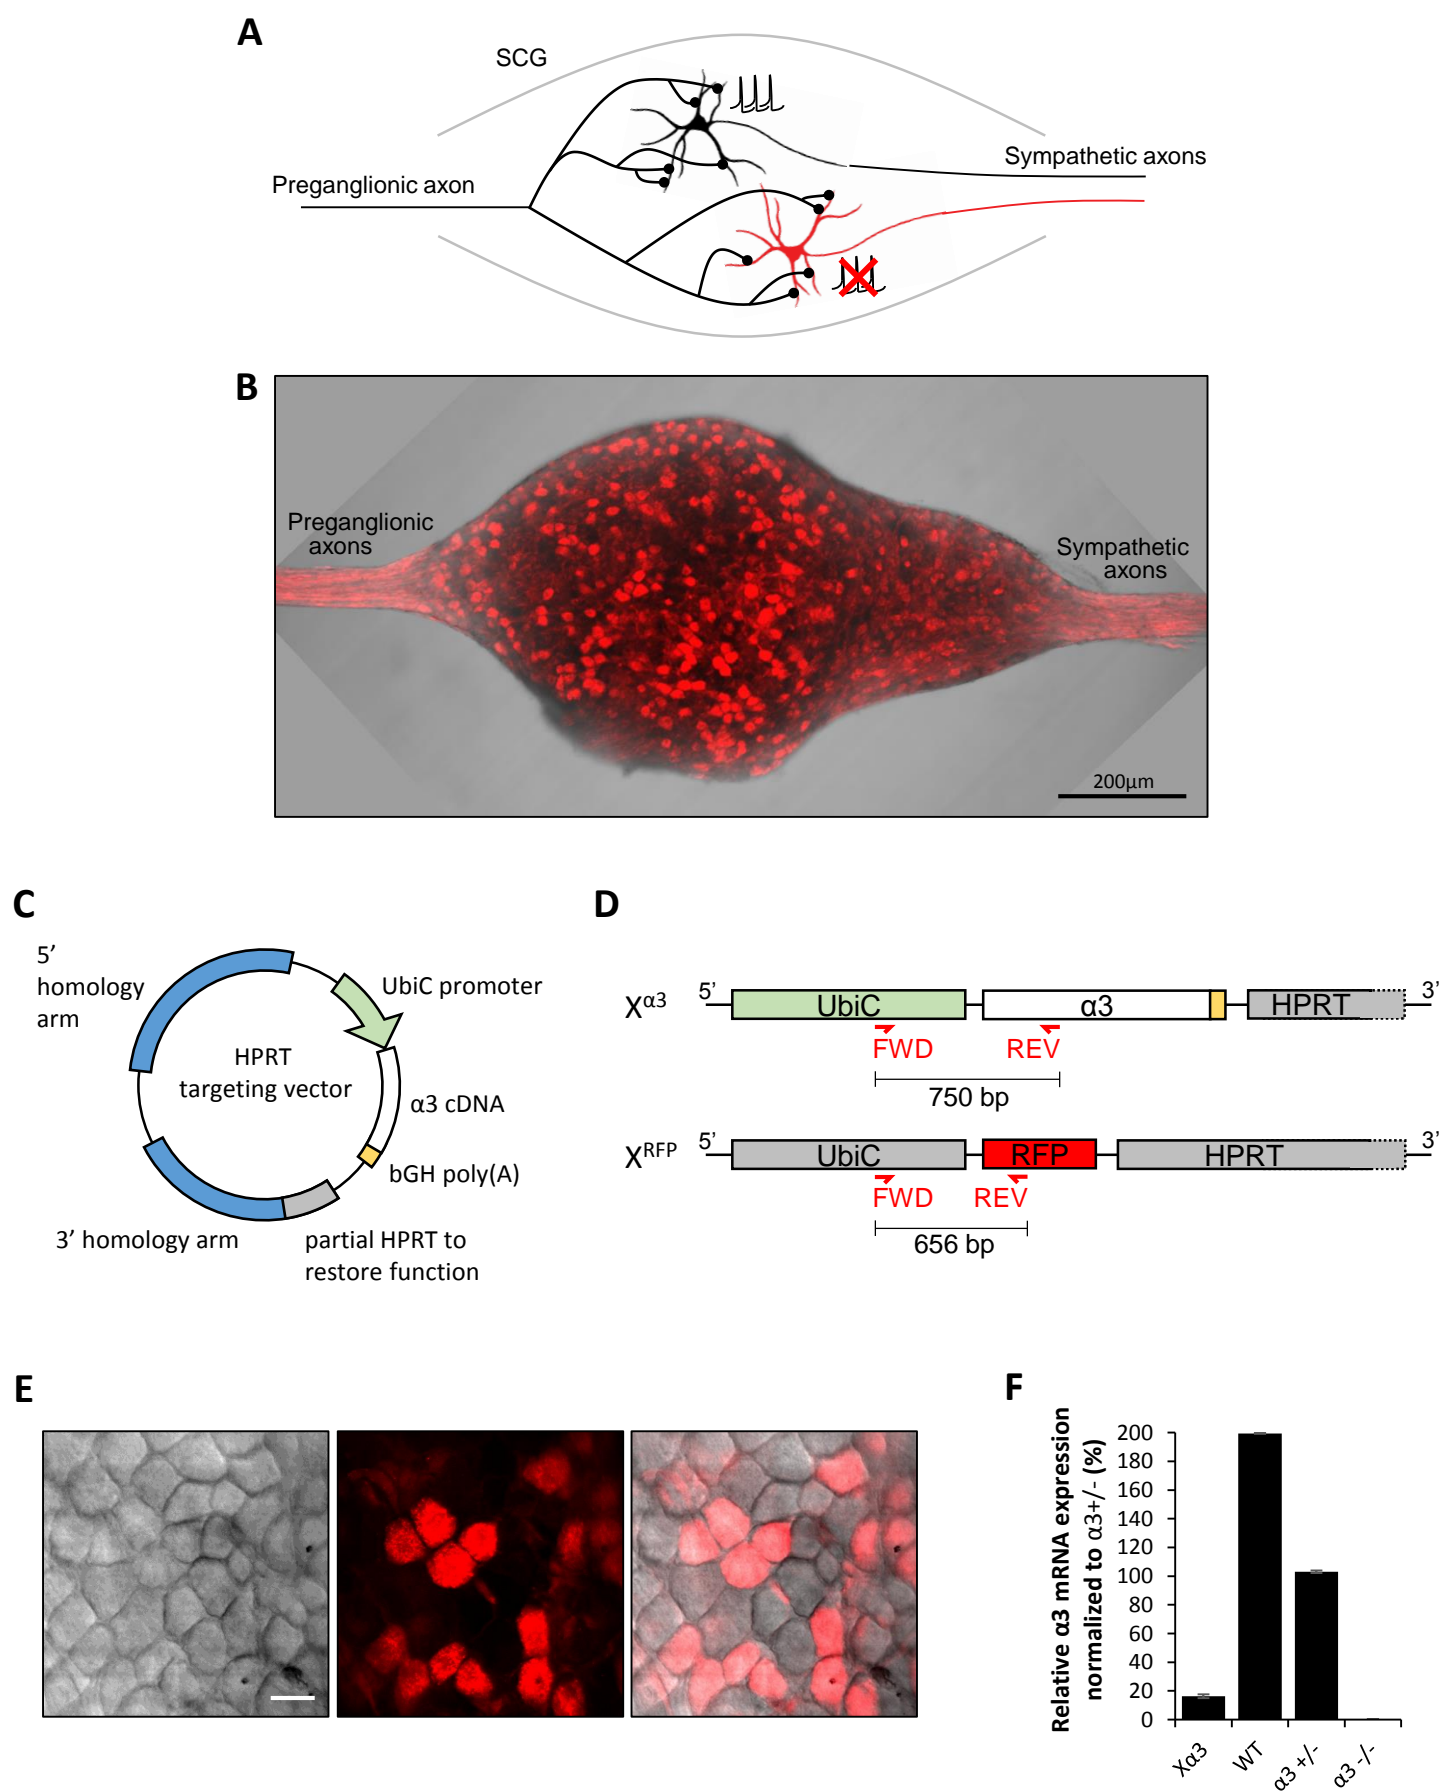 A
SCG
Preganglionic axon
Sympathetic axons
B
Preganglionic
axons
Sympathetic
axons
200µm
C
5’
homology
arm
UbiC promoter
HPRT
targeting vector
α3 cDNA
bGH poly(A)
3’ homology arm
partial HPRT to
restore function
D
Xα3
5’
UbiC
α3
HPRT
3’
FWD
REV
750 bp
XRFP
5’
UbiC
RFP
HPRT
3’
FWD
REV
656 bp
E
F
Relative α3 mRNA expression
normalized to α3+/- (%)
200
180
160
140
120
100
80
60
40
20
0
Xα3
WT
α3 +/-
α3 -/-